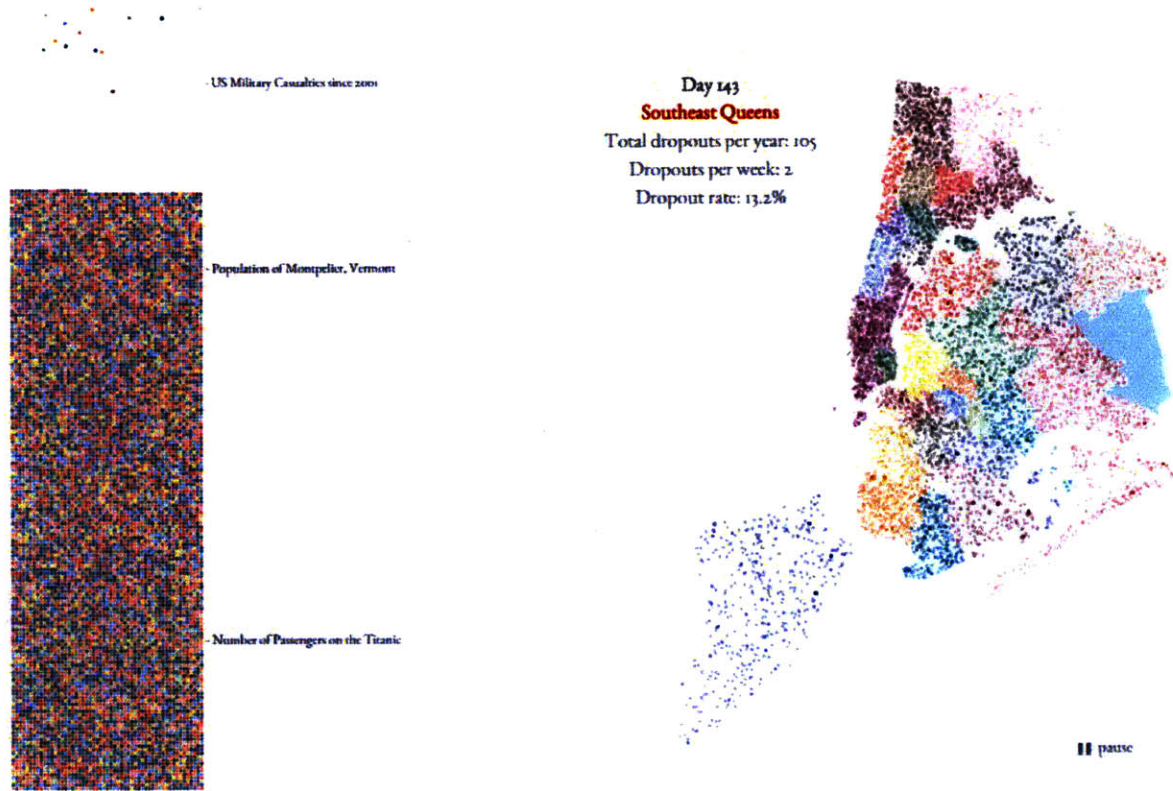 - US Military Casualties since 2001
Day 143
Southeast Queens
Total dropouts per year: 105
Dropouts per week: 2
Dropout rate: 13.2%
- Population of Montpelier, Vermont
- Number of Passengers on the Titanic
pause